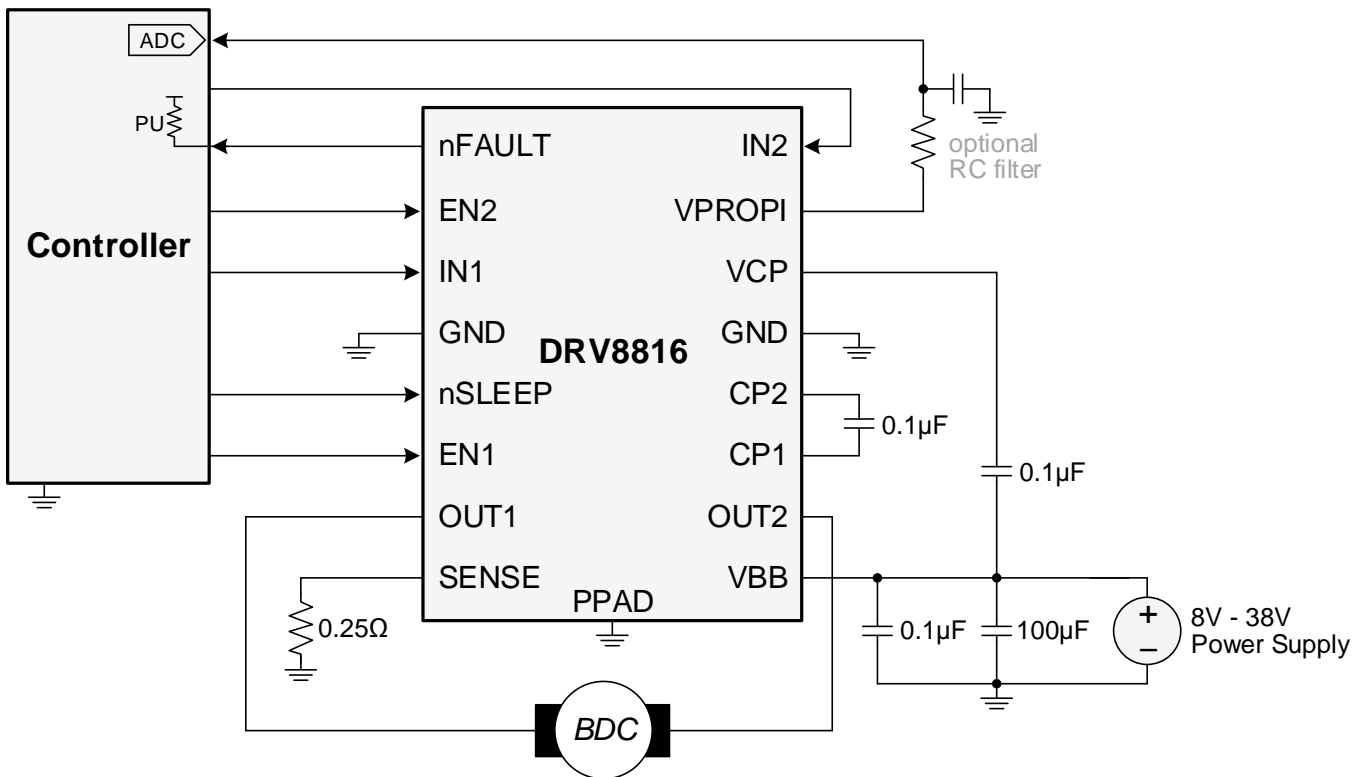 ADC
PU
Controller
nFAULT
EN2
IN1
GND
nSLEEP
EN1
OUT1
SENSE
DRV8816
PPAD
IN2
VPROPI
VCP
GND
CP2
CP1
OUT2
VBB
optional
RC filter
0.1µF
0.1µF
0.25Ω
0.1µF
100µF
+
−
8V - 38V
Power Supply
BDC